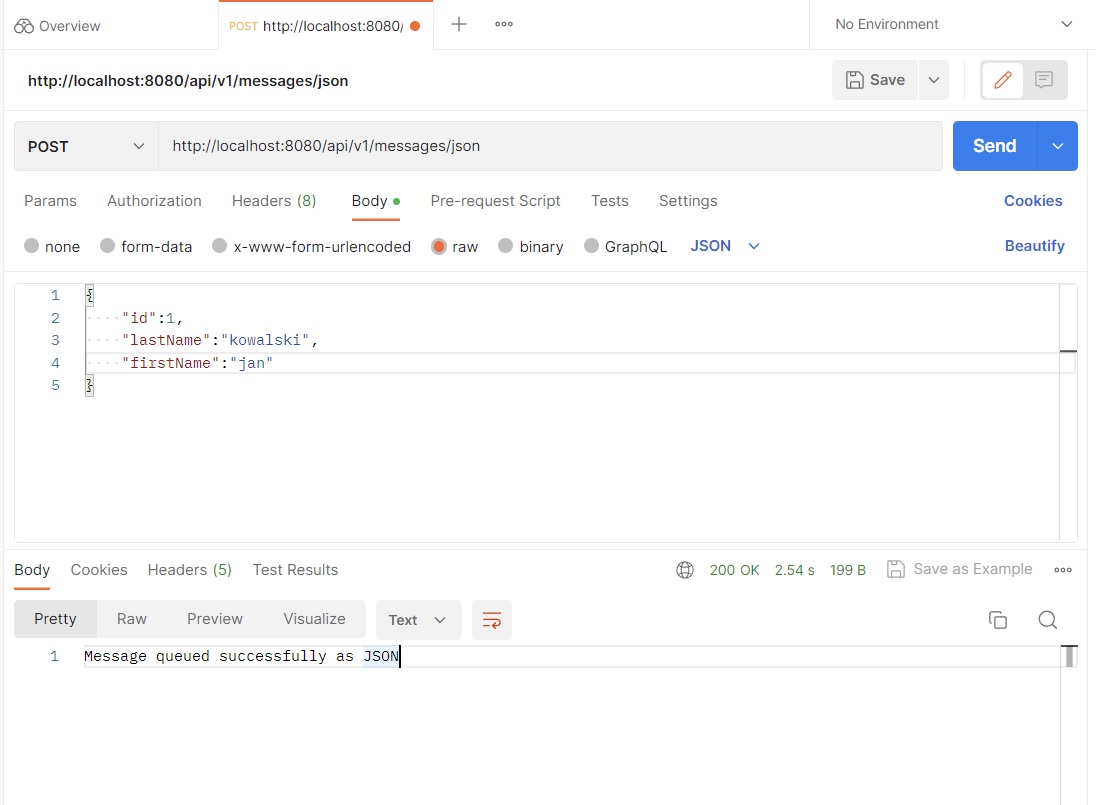 Overview
POST http://localhost:8080/
No Environment
http://localhost:8080/api/v1/messages/json
Save
POST
http://localhost:8080/api/v1/messages/json
Send
Params Authorization Headers (8) Body Pre-request Script Tests Settings Cookies
none form-data x-www-form-urlencoded raw binary GraphQL JSON Beautify
1 {
2 "id":1,
3 "lastName":"kowalski",
4 "firstName":"jan"
5 }
Body Cookies Headers (5) Test Results 200 OK 2.54 s 199 B Save as Example
Pretty Raw Preview Visualize Text
1 Message queued successfully as JSON